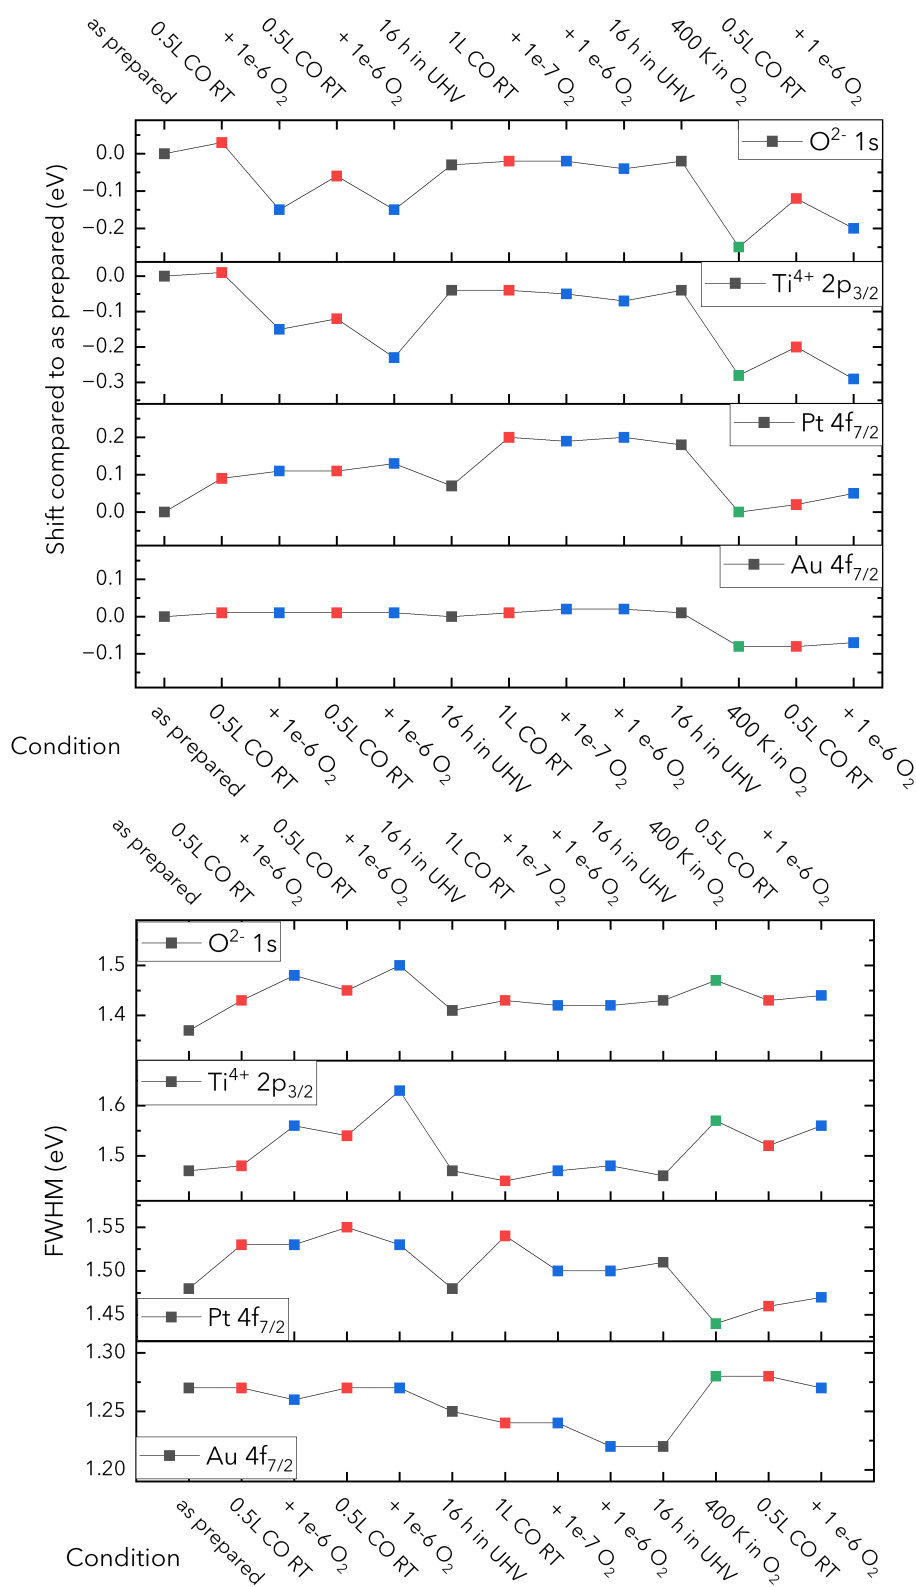 as prepared
0.5L CO RT
+ 1e-6 O2
0.5L CO RT
+ 1e-6 O2
16 h in UHV
1L CO RT
+ 1e-7 O2
+ 1 e-6 O2
16 h in UHV
400 K in O2
0.5L CO RT
+ 1 e-6 O2
Shift compared to as prepared (eV)
0.0
−0.1
−0.2
O2- 1s
0.0
−0.1
−0.2
−0.3
Ti4+ 2p3/2
0.2
0.1
0.0
Pt 4f7/2
0.1
0.0
−0.1
Au 4f7/2
Condition
as prepared
0.5L CO RT
+ 1e-6 O2
0.5L CO RT
+ 1e-6 O2
16 h in UHV
1L CO RT
+ 1e-7 O2
+ 1 e-6 O2
16 h in UHV
400 K in O2
0.5L CO RT
+ 1 e-6 O2
as prepared
0.5L CO RT
+ 1e-6 O2
0.5L CO RT
+ 1e-6 O2
16 h in UHV
1L CO RT
+ 1e-7 O2
+ 1 e-6 O2
16 h in UHV
400 K in O2
0.5L CO RT
+ 1 e-6 O2
FWHM (eV)
O2- 1s
1.5
1.4
Ti4+ 2p3/2
1.6
1.5
1.55
1.50
1.45
Pt 4f7/2
1.30
1.25
1.20
Au 4f7/2
Condition
as prepared
0.5L CO RT
+ 1e-6 O2
0.5L CO RT
+ 1e-6 O2
16 h in UHV
1L CO RT
+ 1e-7 O2
+ 1 e-6 O2
16 h in UHV
400 K in O2
0.5L CO RT
+ 1 e-6 O2